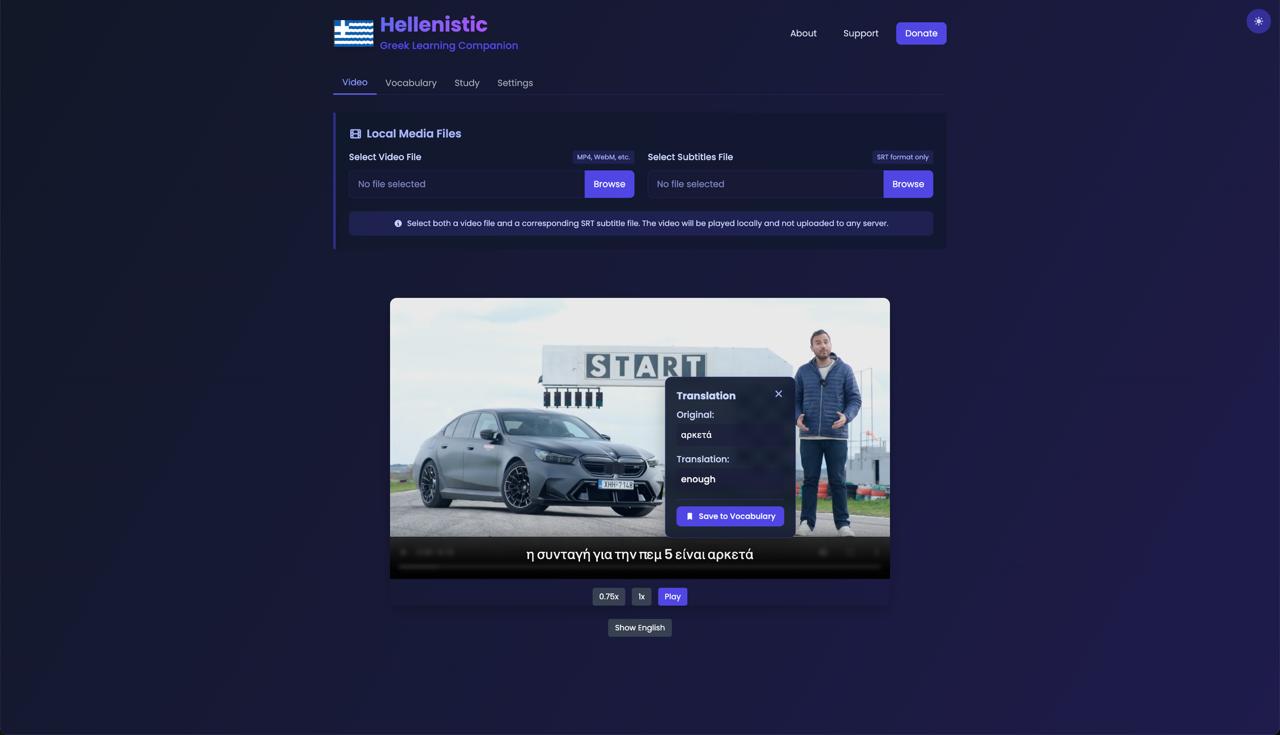 Hellenistic
Greek Learning Companion
About
Support
Donate
Video
Vocabulary
Study
Settings
Local Media Files
Select Video File
MP4, WebM, etc.
No file selected
Browse
Select Subtitles File
SRT format only
No file selected
Browse
Select both a video file and a corresponding SRT subtitle file. The video will be played locally and not uploaded to any server.
START
Translation
Original:
αρκετά
Translation:
enough
Save to Vocabulary
XHH 7148
η συνταγή για την πεμ 5 είναι αρκετά
0.75x
1x
Play
Show English